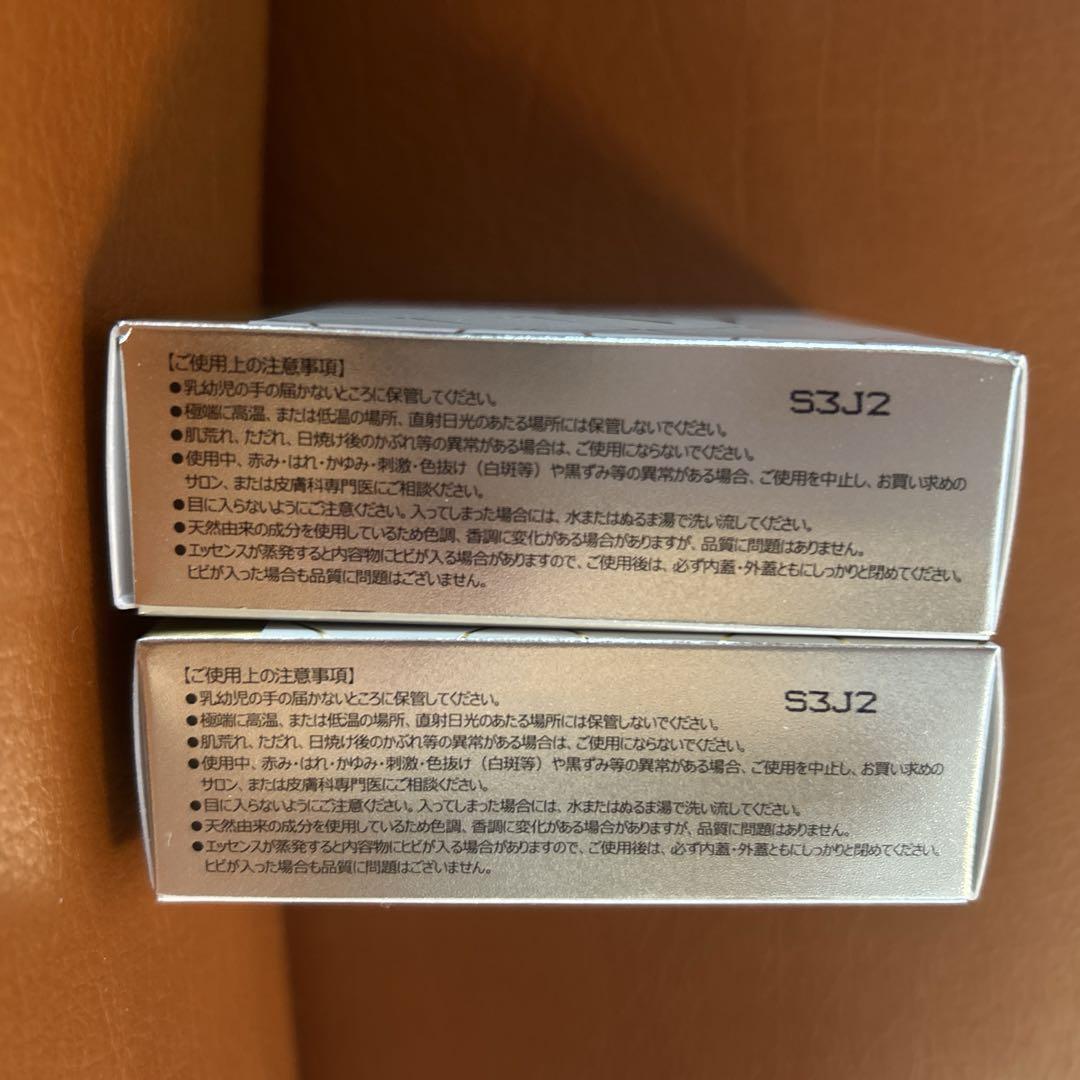 【ご使用上の注意事項】
●乳幼児の手の届かないところに保管してください。
S3J2
●極端に高温、または低温の場所、直射日光のあたる場所には保管しないでください。
●肌荒れ、ただれ、日焼け後のかぶれ等の異常がある場合は、ご使用にならないでください。
●使用中、赤み・はれ・かゆみ・刺激・色抜け（白斑等）や黒ずみ等の異常がある場合、ご使用を中止し、お買い求めの
サロン、または皮膚科専門医にご相談ください。
●目に入らないようにご注意ください。入ってしまった場合には、水またはぬるま湯で洗い流してください。
●天然由来の成分を使用しているため色調、香調に変化がある場合がありますが、品質に問題はありません。
●エッセンスが蒸発すると内容物にヒビが入る場合がありますので、ご使用後は、必ず内蓋・外蓋ともにしっかりと閉めてください。
ヒビが入った場合も品質に問題はございません。
【ご使用上の注意事項】
●乳幼児の手の届かないところに保管してください。
S3J2
●極端に高温、または低温の場所、直射日光のあたる場所には保管しないでください。
●肌荒れ、ただれ、日焼け後のかぶれ等の異常がある場合は、ご使用にならないでください。
●使用中、赤み・はれ・かゆみ・刺激・色抜け（白斑等）や黒ずみ等の異常がある場合、ご使用を中止し、お買い求めの
サロン、または皮膚科専門医にご相談ください。
●目に入らないようにご注意ください。入ってしまった場合には、水またはぬるま湯で洗い流してください。
●天然由来の成分を使用しているため色調、香調に変化がある場合がありますが、品質に問題はありません。
●エッセンスが蒸発すると内容物にヒビが入る場合がありますので、ご使用後は、必ず内蓋・外蓋ともにしっかりと閉めてください。
ヒビが入った場合も品質に問題はございません。